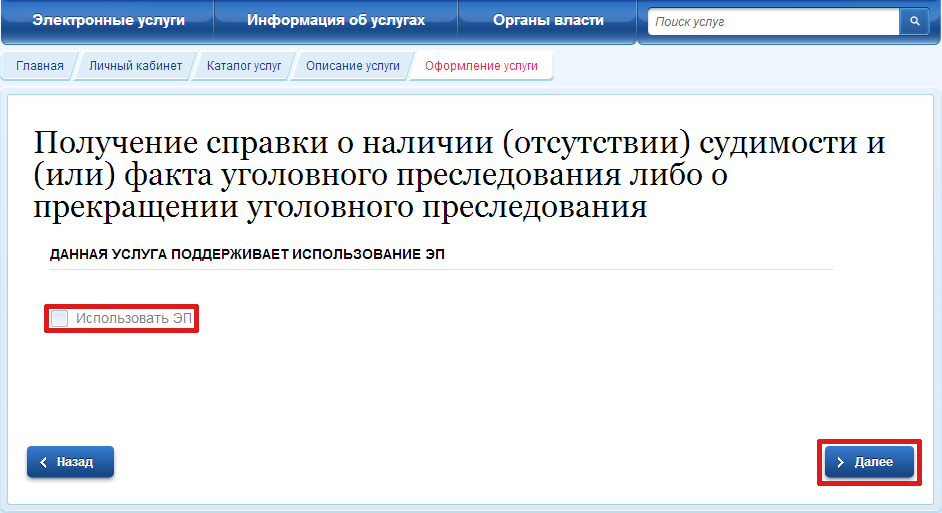 Электронные услуги
Информация об услугах
Органы власти
Поиск услуг
Главная
Личный кабинет
Каталог услуг
Описание услуги
Оформление услуги
Получение справки о наличии (отсутствии) судимости и
(или) факта уголовного преследования либо о
прекращении уголовного преследования
ДАННАЯ УСЛУГА ПОДДЕРЖИВАЕТ ИСПОЛЬЗОВАНИЕ ЭП
Использовать ЭП
Назад
Далее